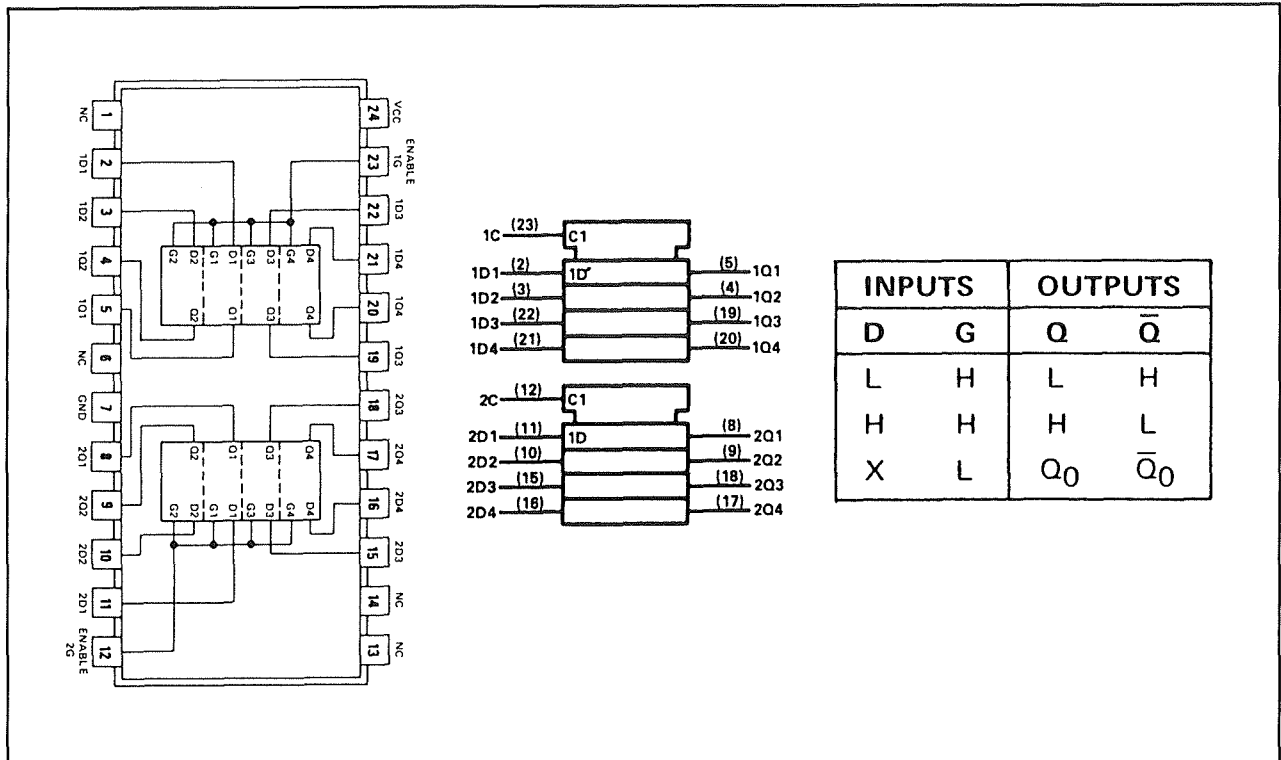 NC 1
1D1 2
1D2 3
1Q2 4
1Q1 5
NC 6
GND 7
2Q1 8
2Q2 9
2D2 10
2D1 11
ENABLE 2G 12
24 VCC
23 ENABLE 1G
22 1D3
21 1D4
20 1Q4
19 1Q3
18 2Q3
17 2Q4
16 2D4
15 2D3
14 NC
13 NC
G2 D2 G1 D1 G3 D3 G4 D4
Q2 Q1 Q3 Q4
Q2 Q1 Q3 Q4
G2 D2 G1 D1 G3 D3 G4 D4
1C (23) C1
1D1 (2) 1D (5) 1Q1
1D2 (3) (4) 1Q2
1D3 (22) (19) 1Q3
1D4 (21) (20) 1Q4
2C (12) C1
2D1 (11) 1D (8) 2Q1
2D2 (10) (9) 2Q2
2D3 (15) (18) 2Q3
2D4 (16) (17) 2Q4
INPUTS OUTPUTS
D G Q Q̅
L H L H
H H H L
X L Q₀ Q̅₀